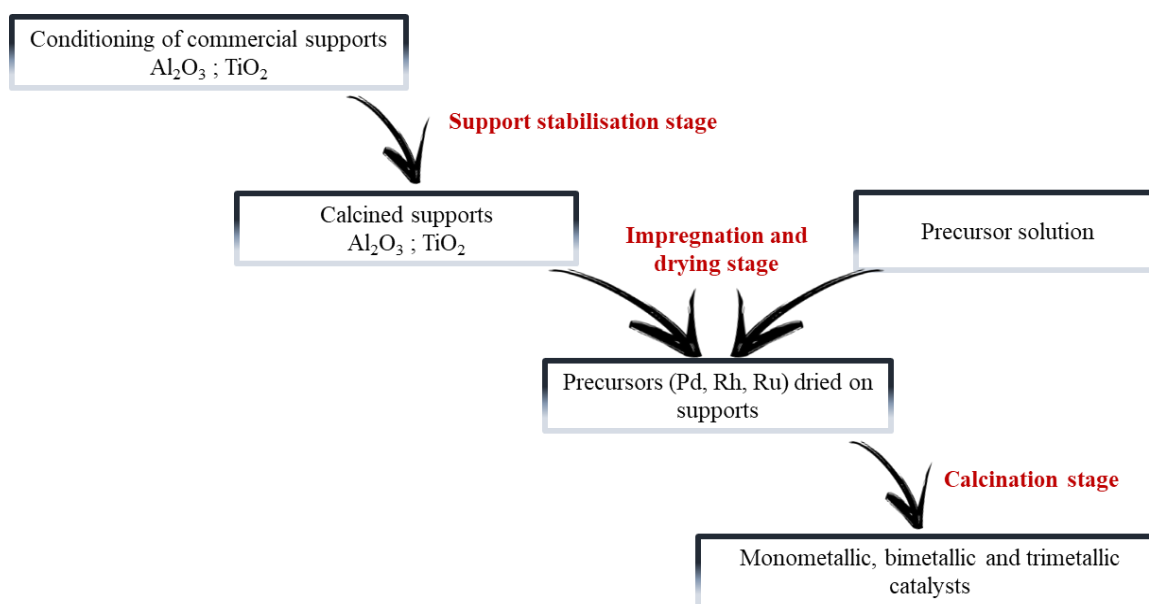 Conditioning of commercial supports
Al₂O₃ ; TiO₂
Support stabilisation stage
Calcined supports
Al₂O₃ ; TiO₂
Impregnation and
drying stage
Precursor solution
Precursors (Pd, Rh, Ru) dried on
supports
Calcination stage
Monometallic, bimetallic and trimetallic
catalysts